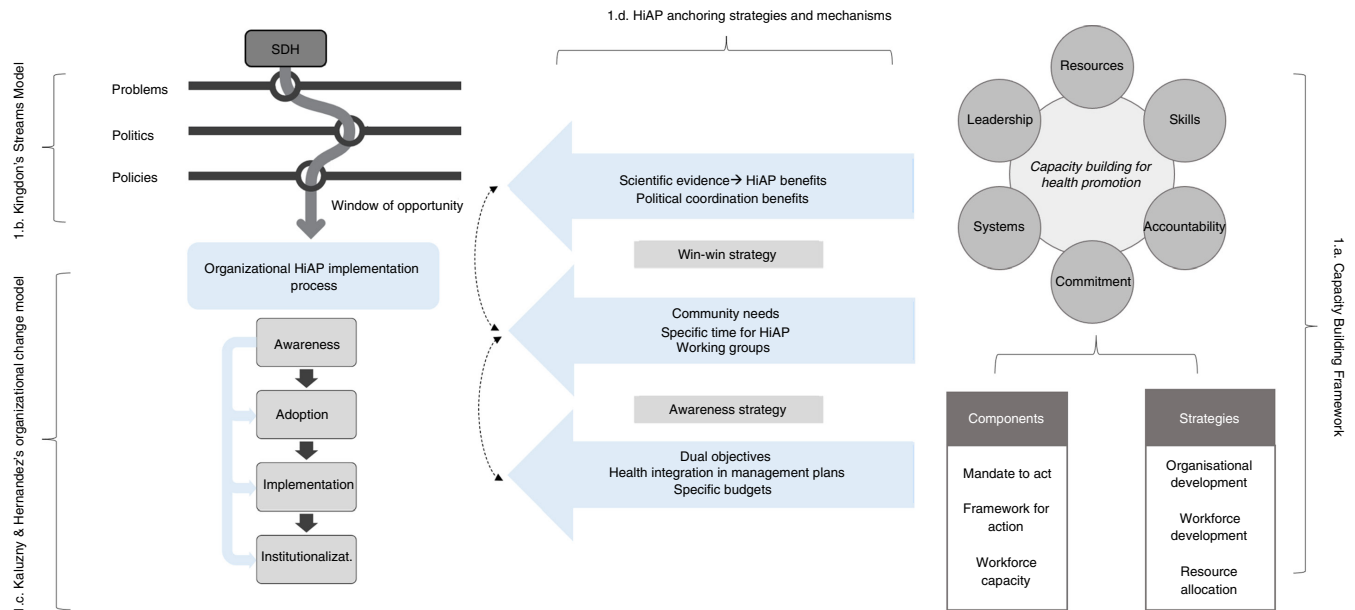 1.d. HiAP anchoring strategies and mechanisms
1.b. Kingdon's Streams Model
SDH
Problems
Politics
Policies
Window of opportunity
1.c. Kaluzny & Hernandez's organizational change model
Organizational HiAP implementation
process
Awareness
Adoption
Implementation
Institutionalizat.
Scientific evidence→ HiAP benefits
Political coordination benefits
Win-win strategy
Community needs
Specific time for HiAP
Working groups
Awareness strategy
Dual objectives
Health integration in management plans
Specific budgets
Resources
Leadership
Skills
Capacity building for
health promotion
Systems
Accountability
Commitment
1.a. Capacity Building Framework
Components
Mandate to act
Framework for
action
Workforce
capacity
Strategies
Organisational
development
Workforce
development
Resource
allocation